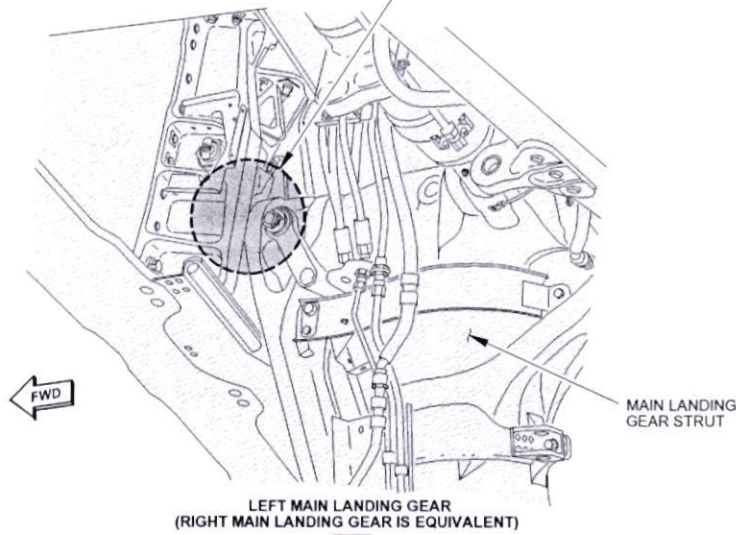 FWD
MAIN LANDING
GEAR STRUT
LEFT MAIN LANDING GEAR
(RIGHT MAIN LANDING GEAR IS EQUIVALENT)